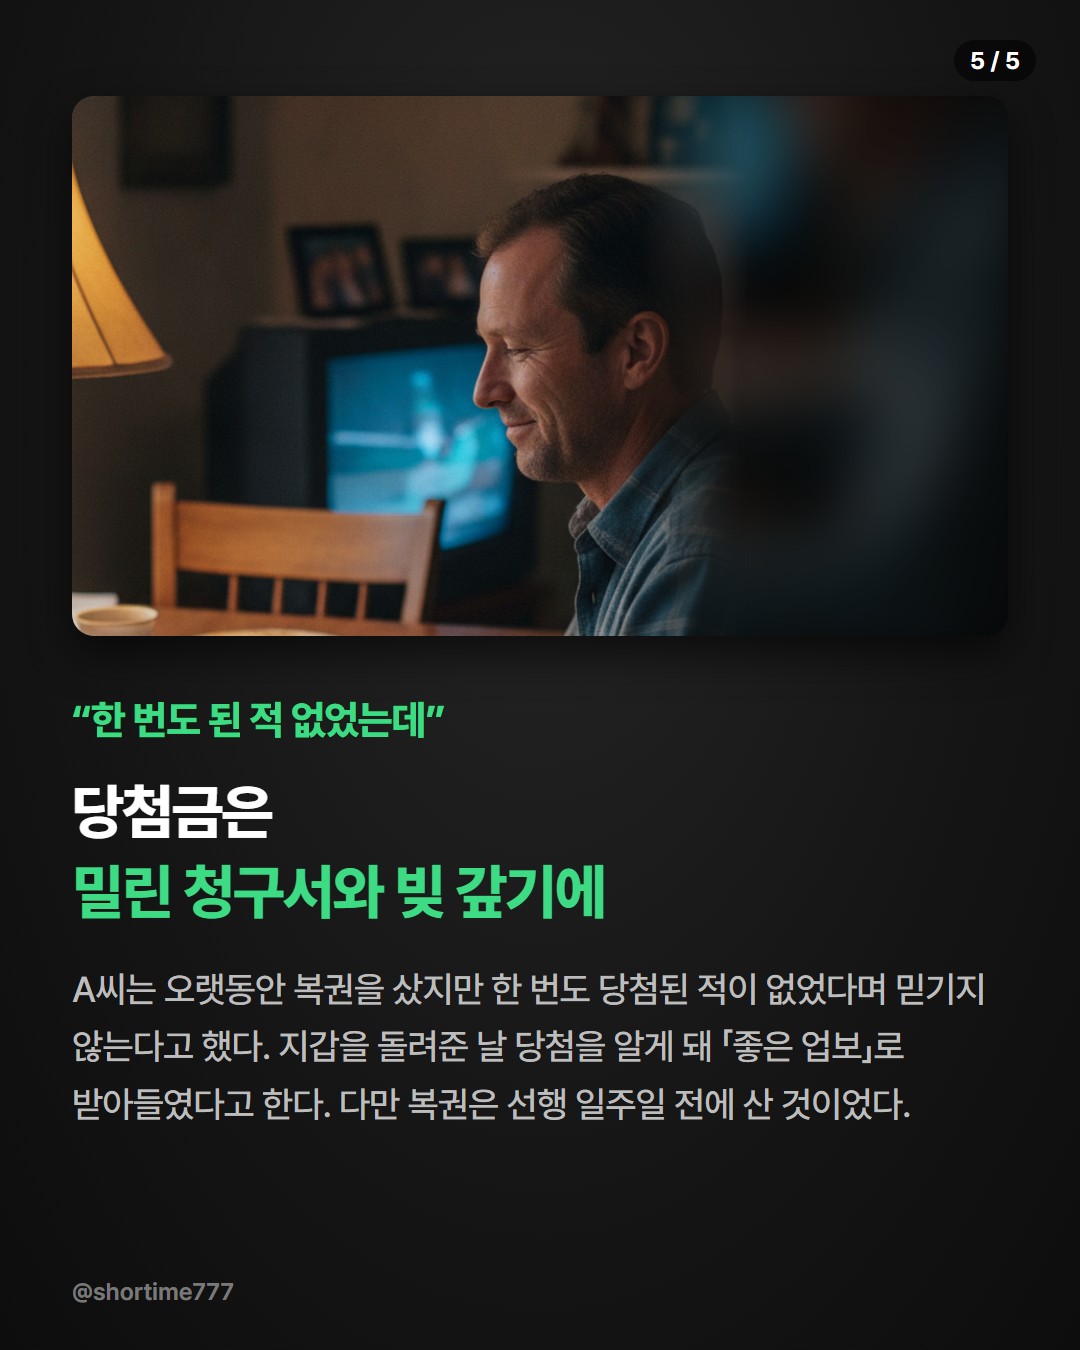 5 / 5
“한 번도 된 적 없었는데”
당첨금은
밀린 청구서와 빚 갚기에
A씨는 오랫동안 복권을 샀지만 한 번도 당첨된 적이 없었다며 믿기지
않는다고 했다. 지갑을 돌려준 날 당첨을 알게 돼 「좋은 업보」로
받아들였다고 한다. 다만 복권은 선행 일주일 전에 산 것이었다.
@shortime777